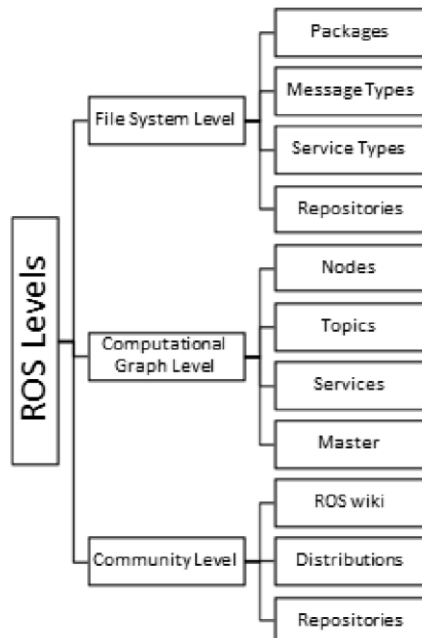 ROS Levels
File System Level
Packages
Message Types
Service Types
Repositories
Computational
Graph Level
Nodes
Topics
Services
Master
Community Level
ROS wiki
Distributions
Repositories